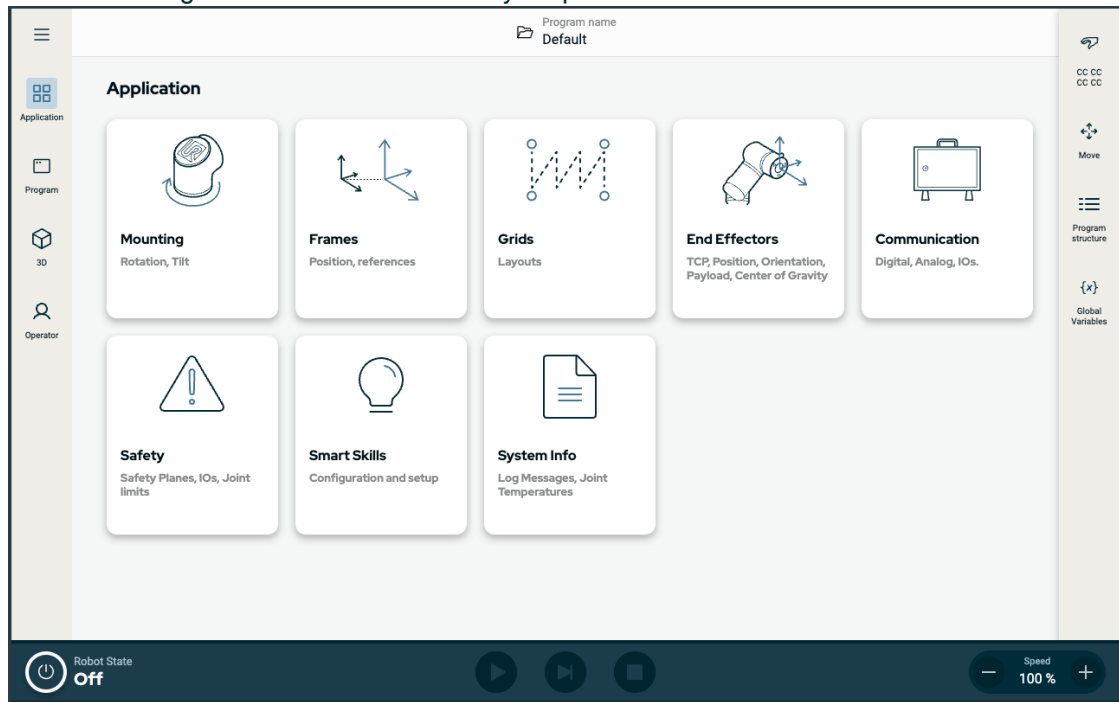 Program name
Default
Application
Program
3D
Operator
Application
Mounting
Rotation, Tilt
Frames
Position, references
Grids
Layouts
End Effectors
TCP, Position, Orientation,
Payload, Center of Gravity
Communication
Digital, Analog, IOs.
Safety
Safety Planes, IOs, Joint
limits
Smart Skills
Configuration and setup
System Info
Log Messages, Joint
Temperatures
CC CC
CC CC
Move
Program
structure
{x}
Global
Variables
Robot State
Off
Speed
100 %